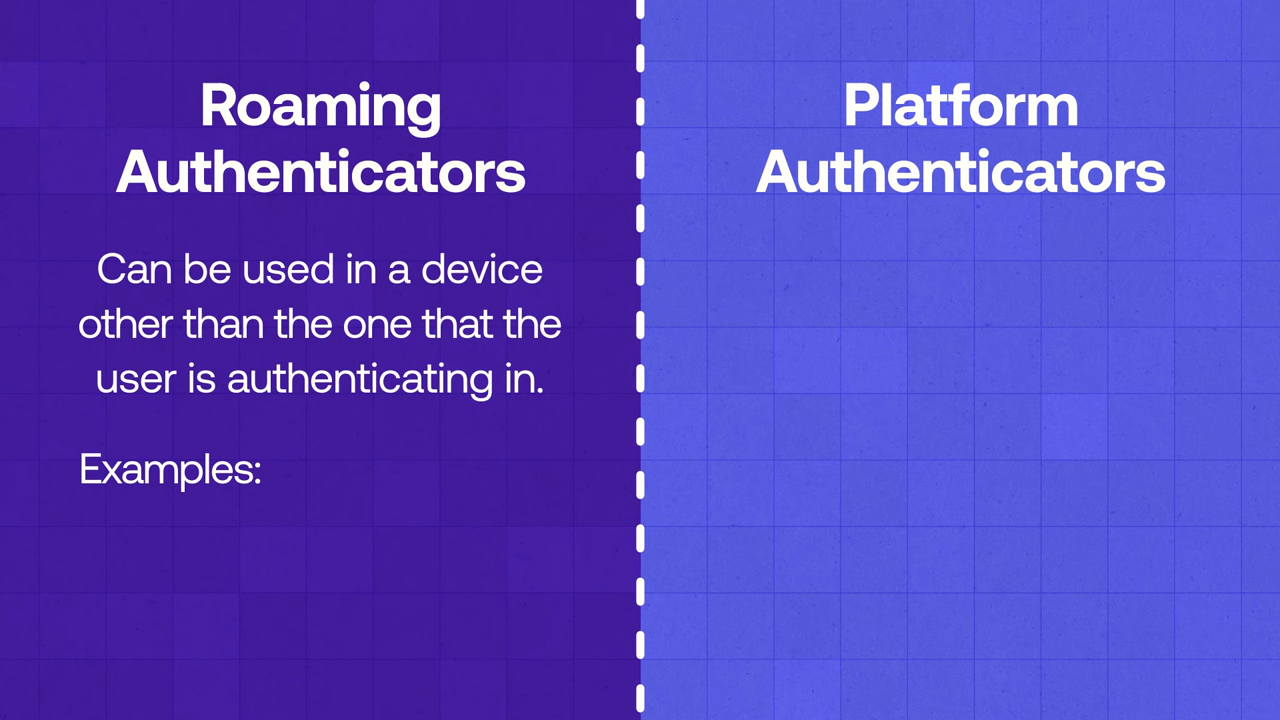 Roaming
Authenticators
Can be used in a device
other than the one that the
user is authenticating in.
Examples:
Platform
Authenticators